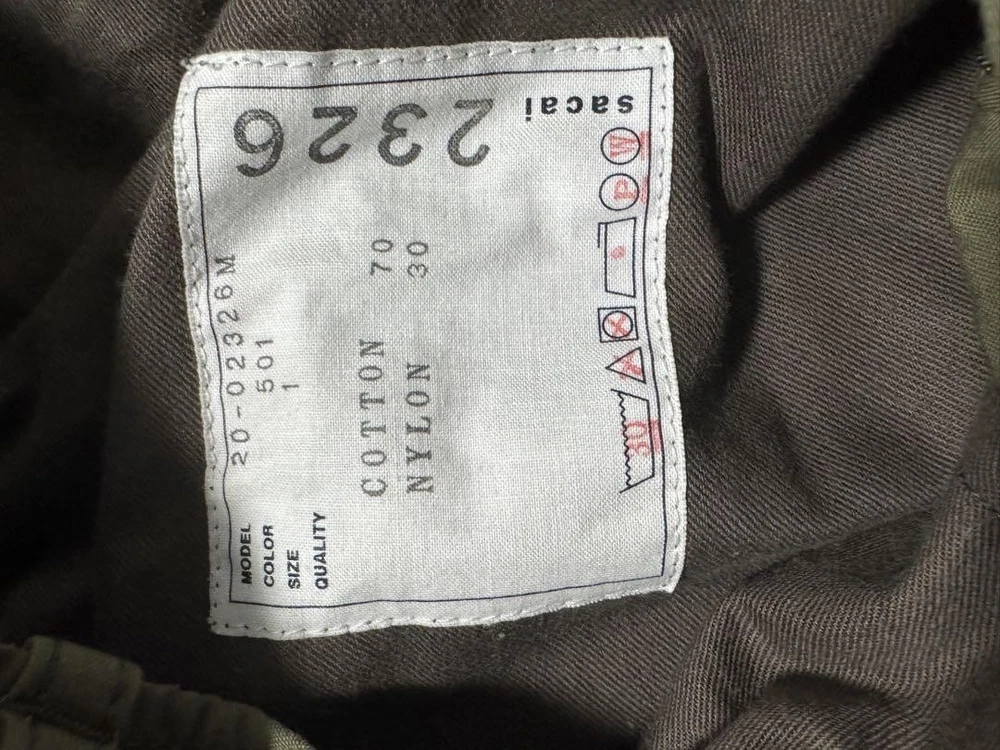 MODEL 20-02326M
COLOR 501
SIZE 1
QUALITY
COTTON 70
NYLON 30
30
P
W
sacai
2326